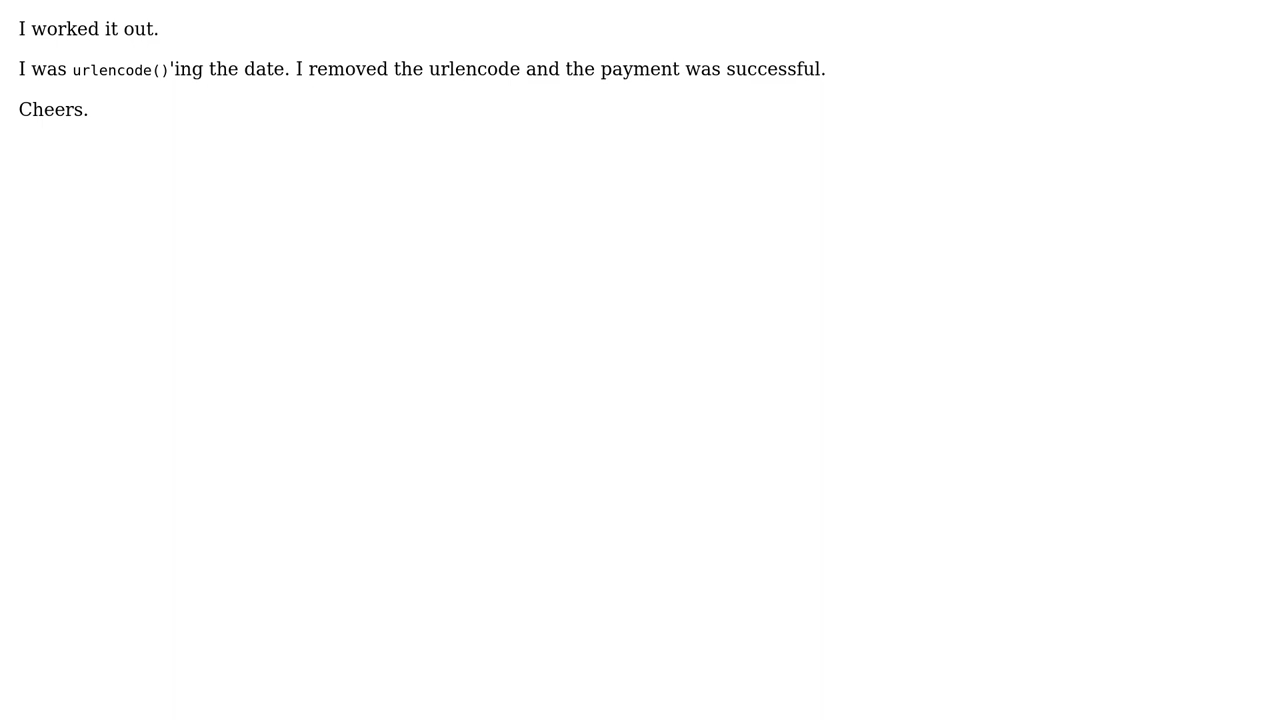 I worked it out.
I was urlencode()'ing the date. I removed the urlencode and the payment was successful.
Cheers.